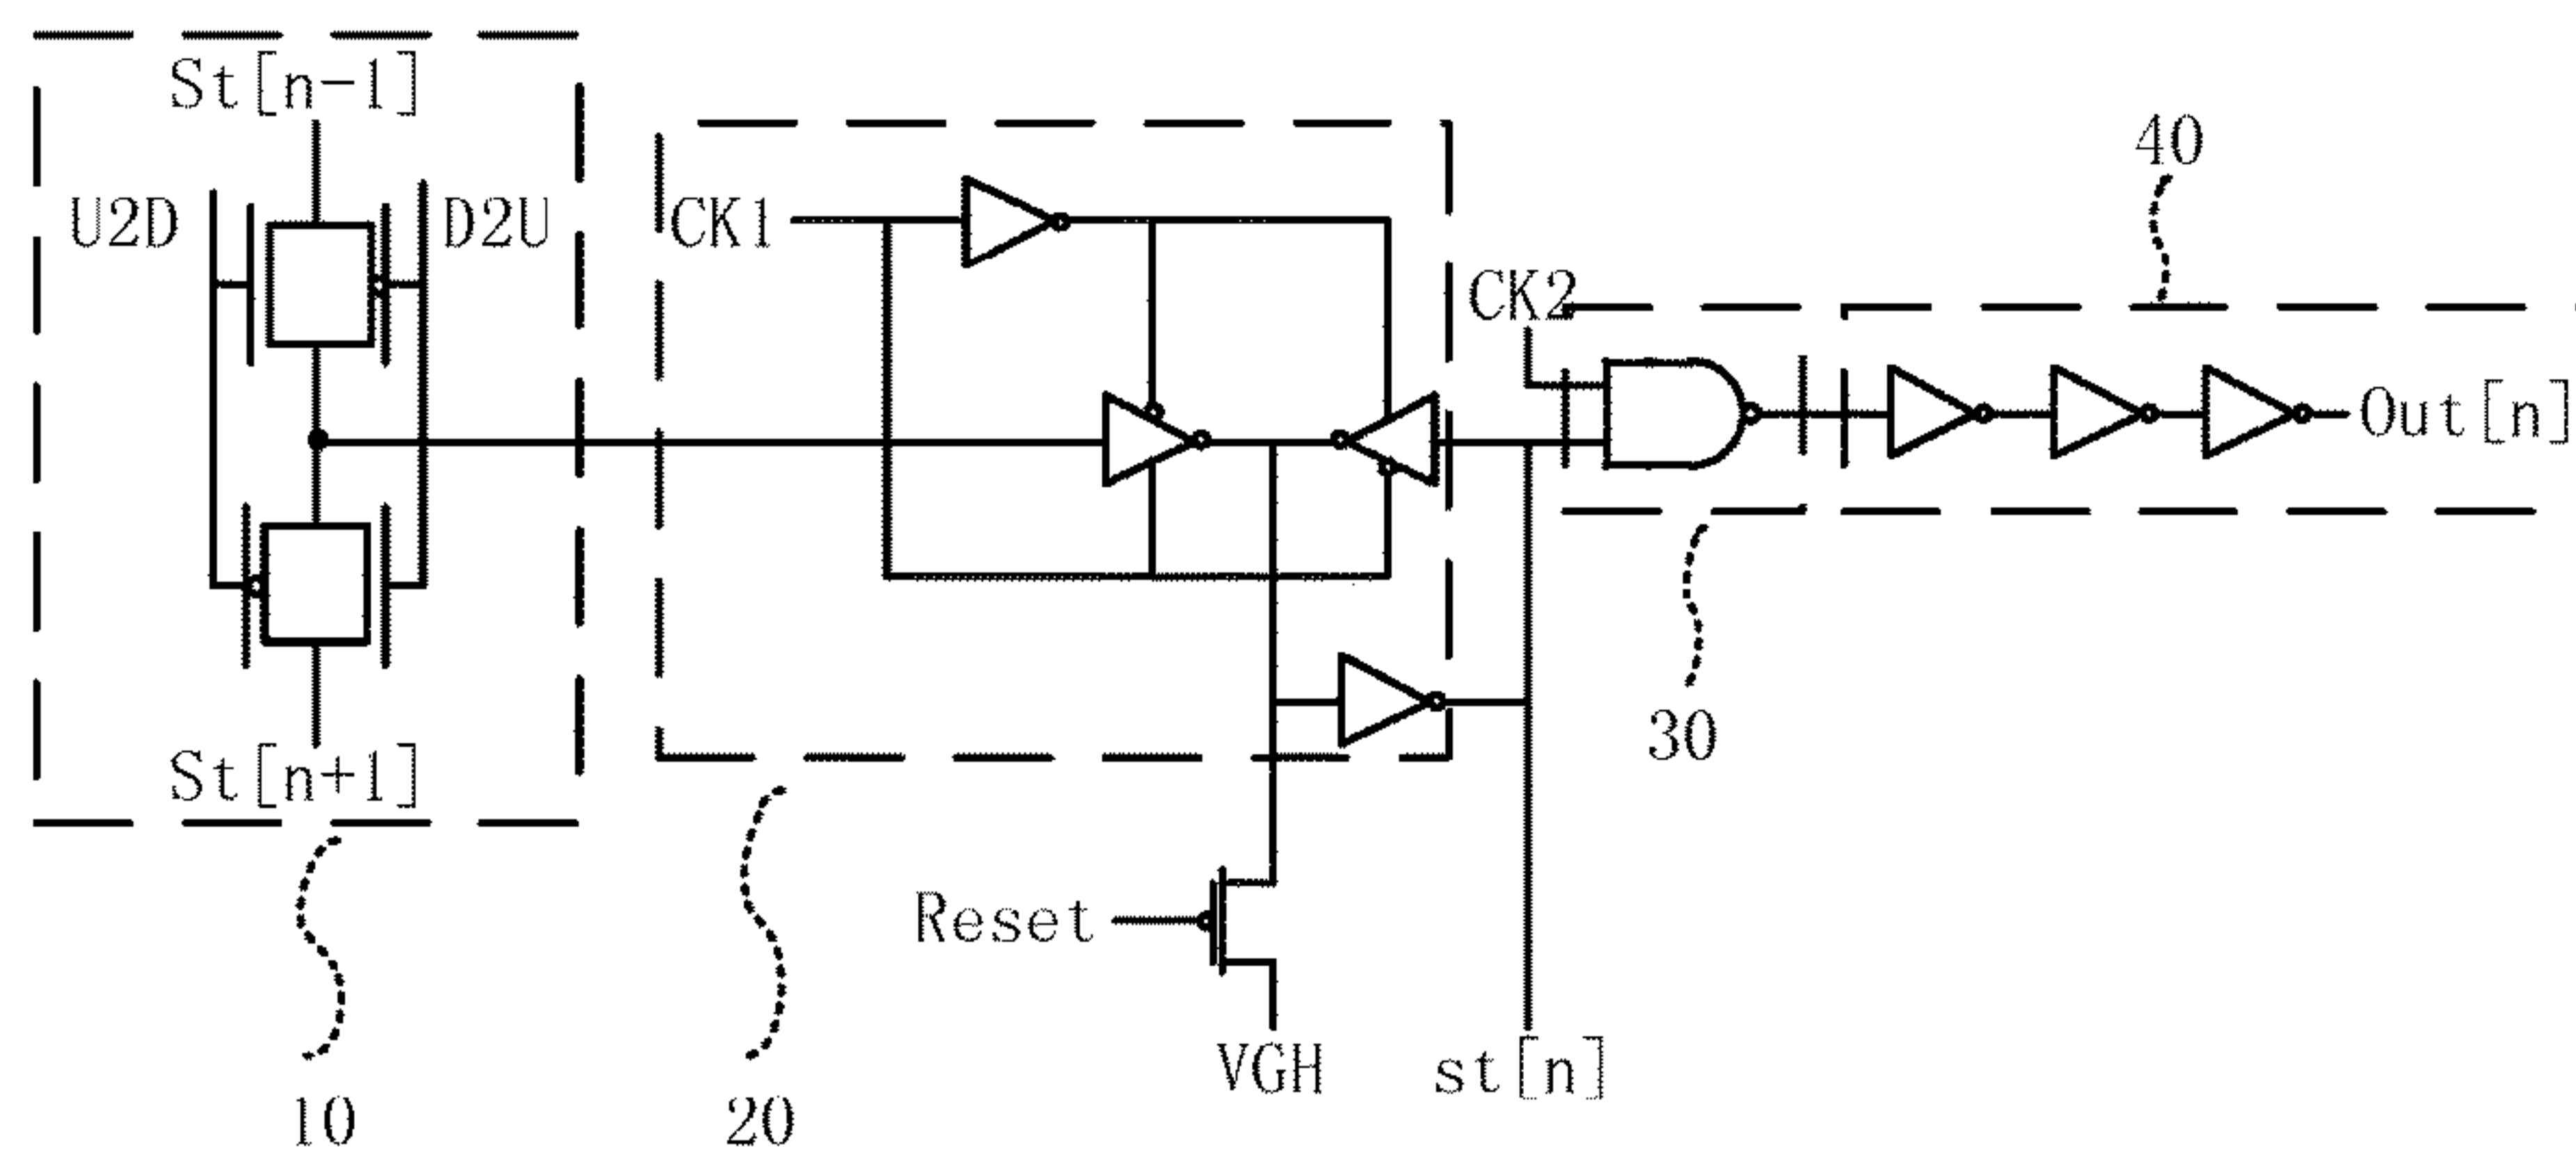 St[n-1]
U2D
D2U
St[n+1]
10
CK1
20
Reset
VGH
st[n]
CK2
30
40
Out[n]